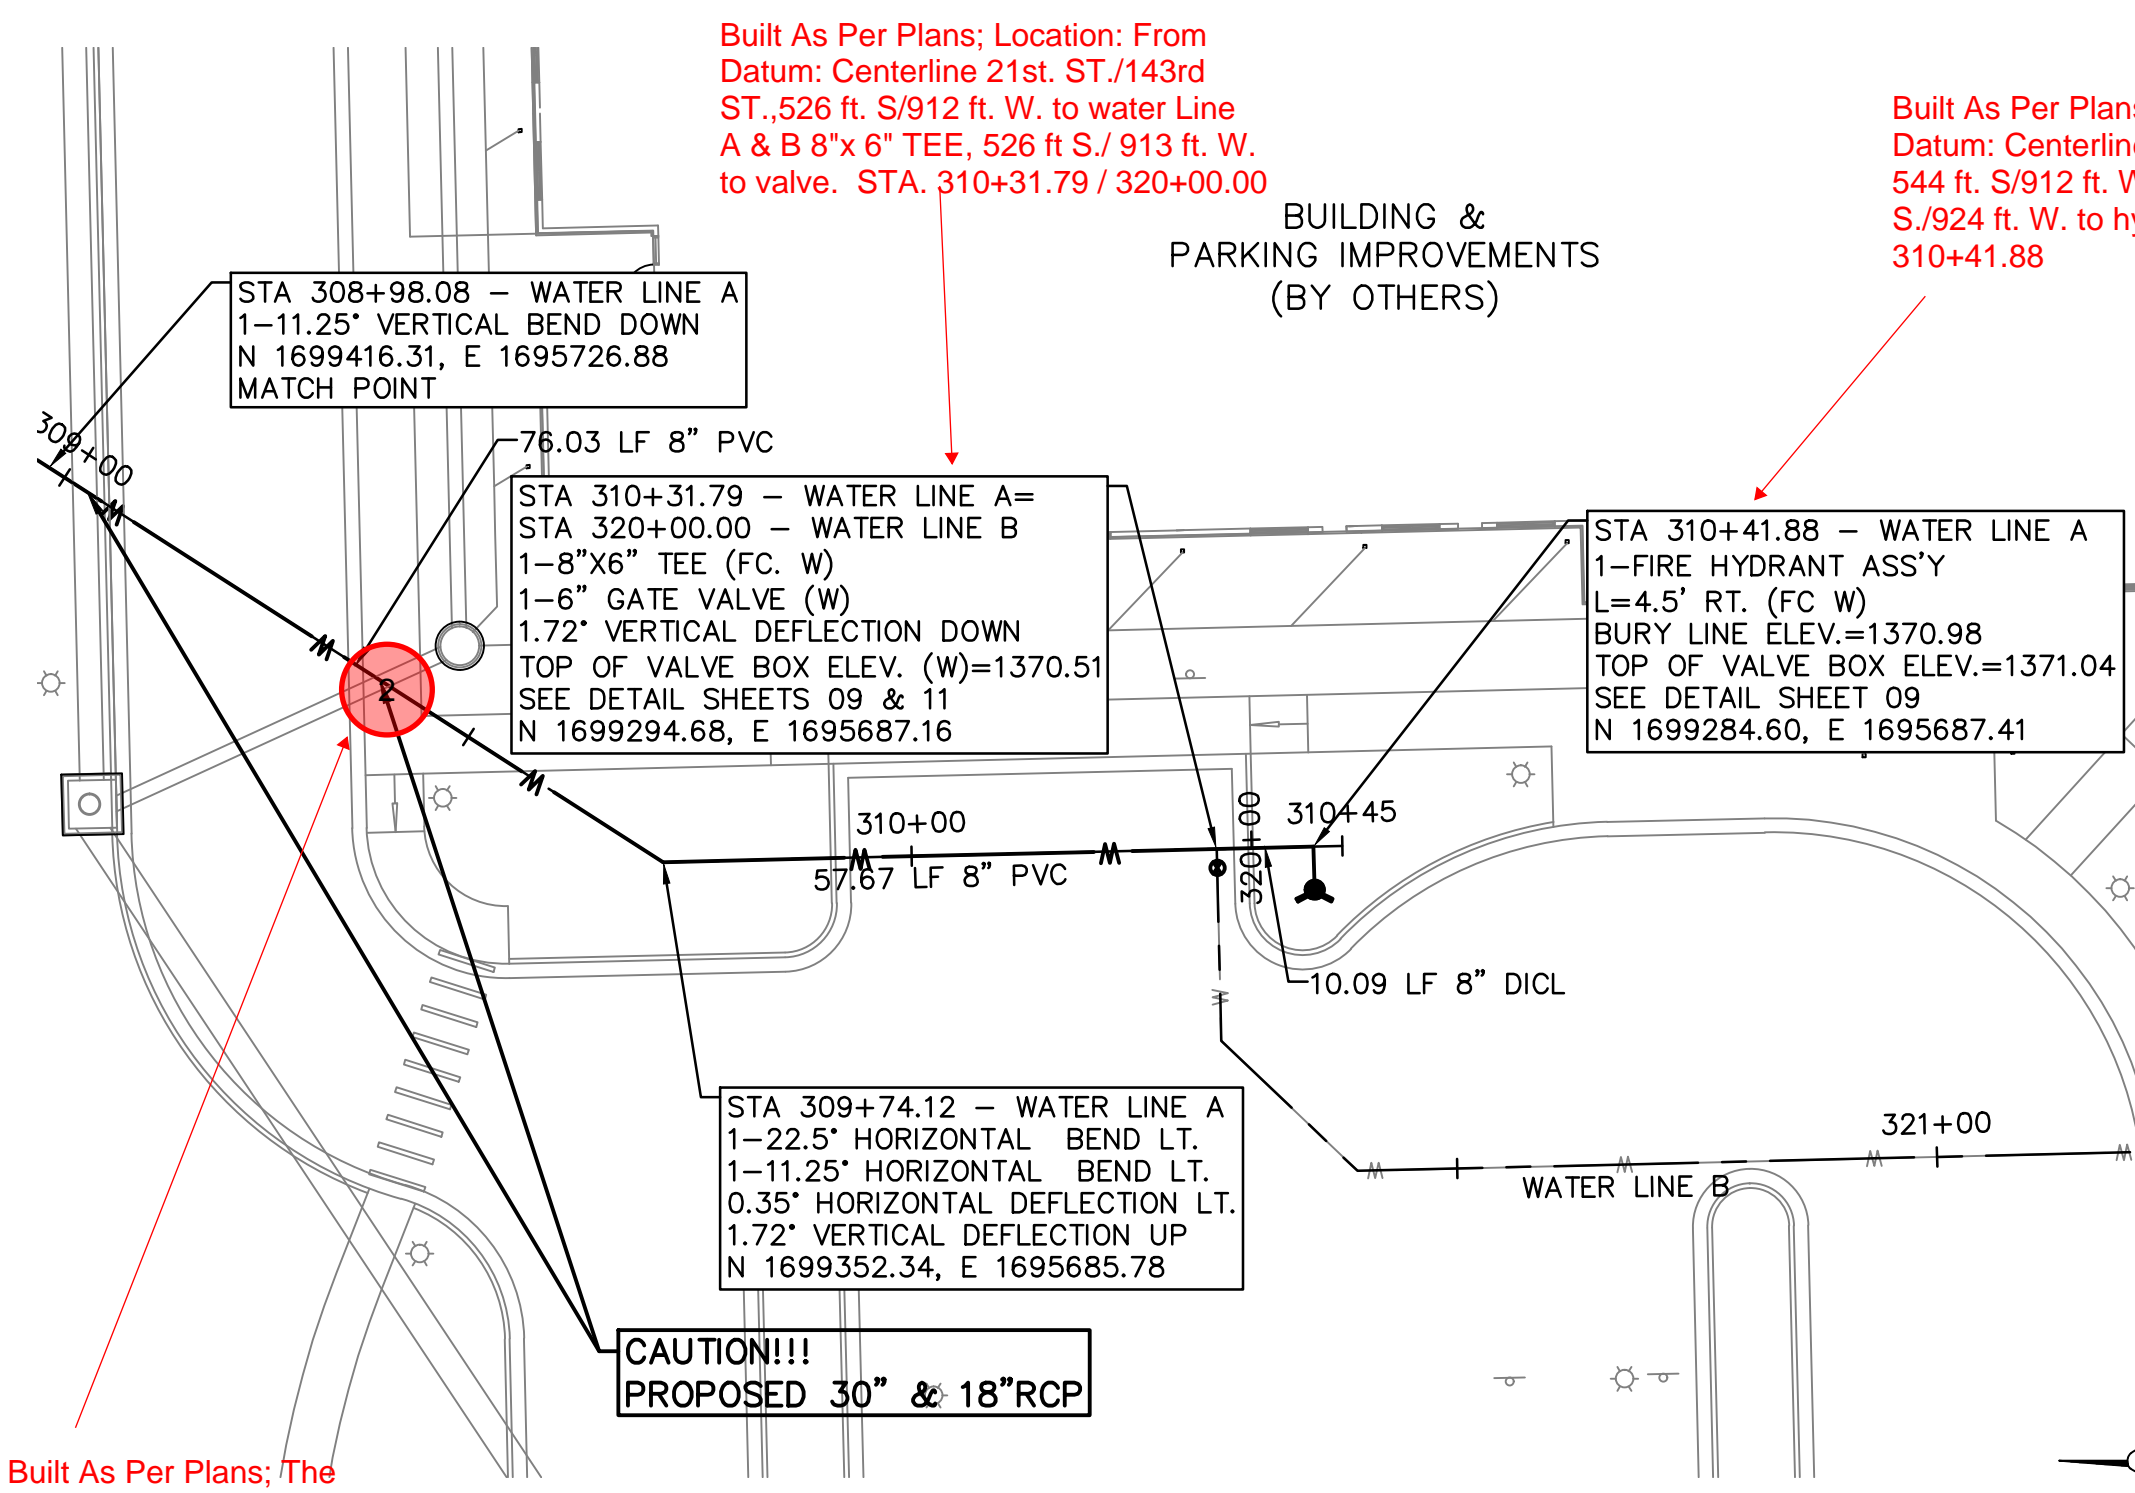 Built As Per Plans; Location: From
Datum: Centerline 21st. ST./143rd
ST.,526 ft. S/912 ft. W. to water Line
A & B 8"x 6" TEE, 526 ft S./ 913 ft. W.
to valve.  STA. 310+31.79 / 320+00.00
Built As Per Plans
Datum: Centerline
544 ft. S/912 ft. W
S./924 ft. W. to hy
310+41.88
BUILDING &
PARKING IMPROVEMENTS
(BY OTHERS)
STA 308+98.08 – WATER LINE A
1–11.25° VERTICAL BEND DOWN
N 1699416.31, E 1695726.88
MATCH POINT
309+00
76.03 LF 8" PVC
STA 310+31.79 – WATER LINE A=
STA 320+00.00 – WATER LINE B
1–8"X6" TEE (FC. W)
1–6" GATE VALVE (W)
1.72° VERTICAL DEFLECTION DOWN
TOP OF VALVE BOX ELEV. (W)=1370.51
SEE DETAIL SHEETS 09 & 11
N 1699294.68, E 1695687.16
STA 310+41.88 – WATER LINE A
1–FIRE HYDRANT ASS'Y
L=4.5' RT. (FC W)
BURY LINE ELEV.=1370.98
TOP OF VALVE BOX ELEV.=1371.04
SEE DETAIL SHEET 09
N 1699284.60, E 1695687.41
2
310+00
57.67 LF 8" PVC
320+00
310+45
10.09 LF 8" DICL
STA 309+74.12 – WATER LINE A
1–22.5° HORIZONTAL  BEND LT.
1–11.25° HORIZONTAL  BEND LT.
0.35° HORIZONTAL DEFLECTION LT.
1.72° VERTICAL DEFLECTION UP
N 1699352.34, E 1695685.78
321+00
WATER LINE B
CAUTION!!!
PROPOSED 30" & 18"RCP
Built As Per Plans; The